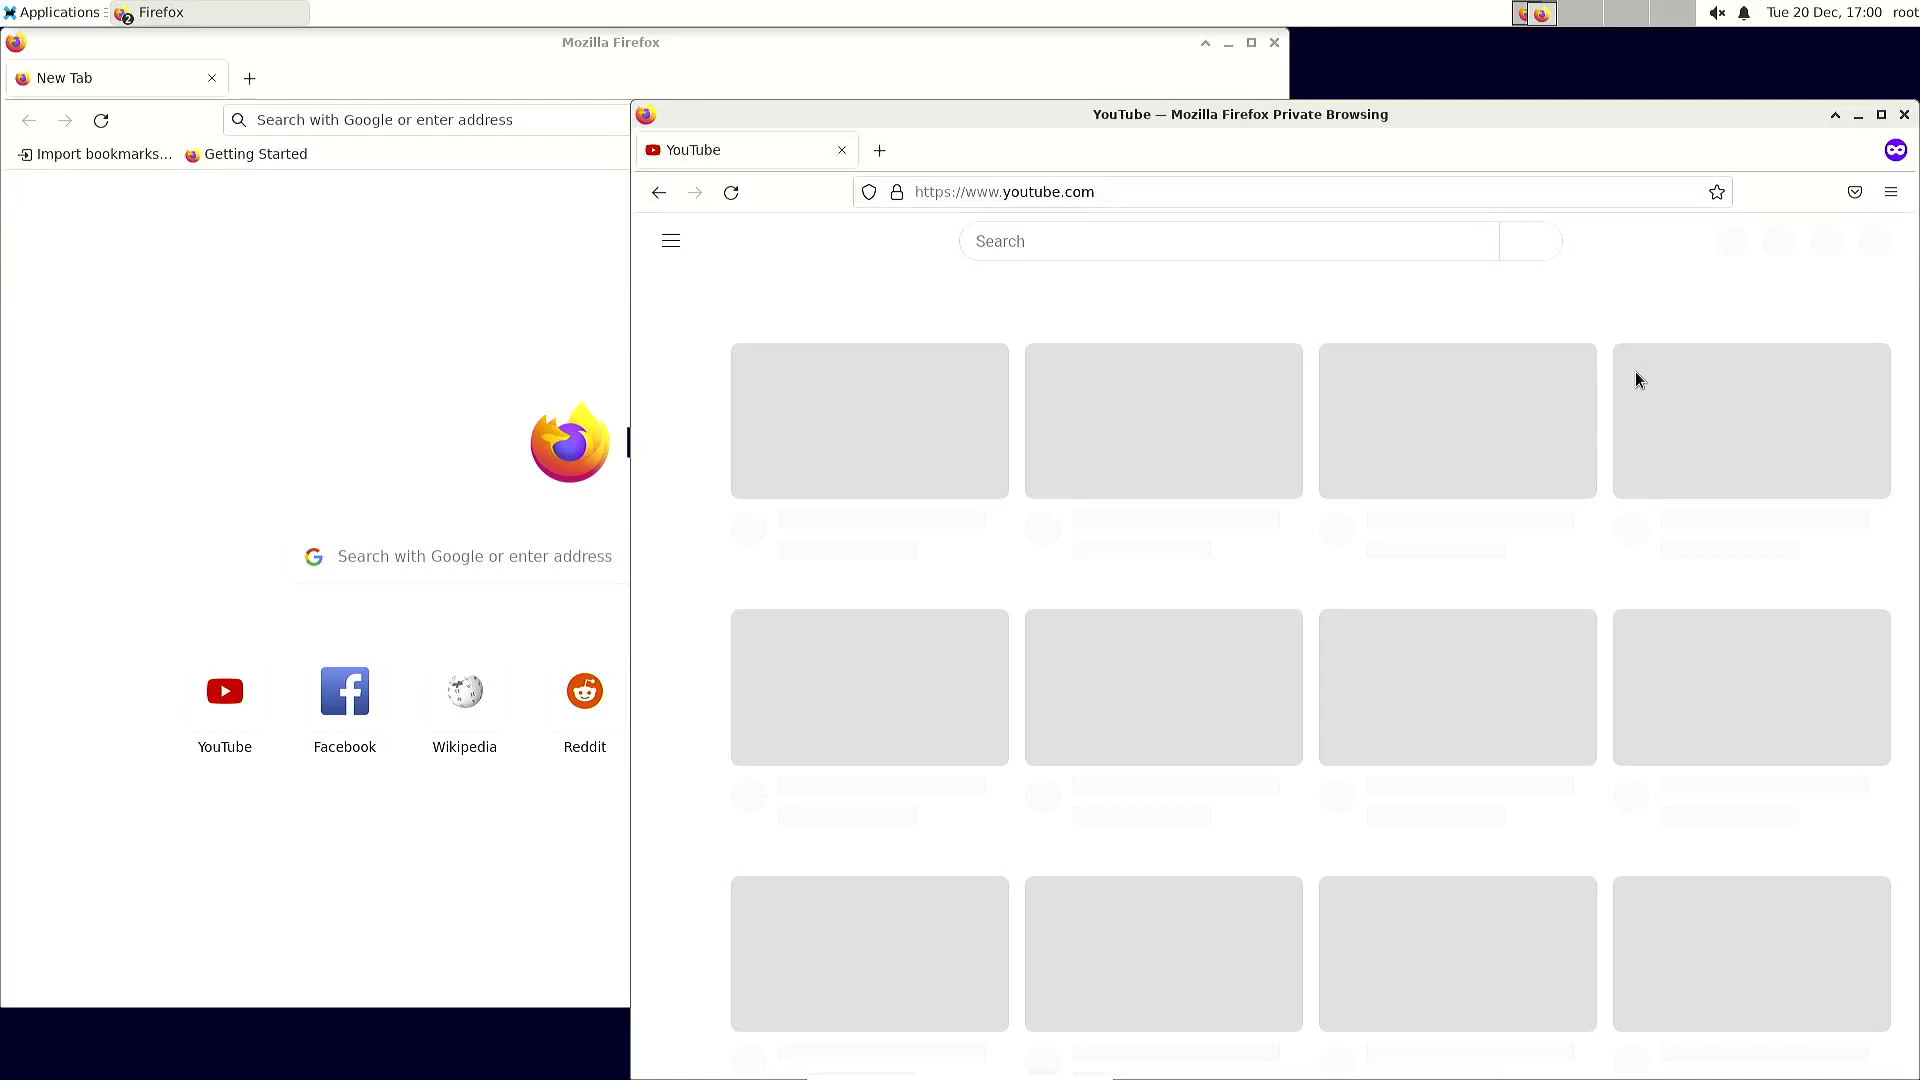 Applications
2
Firefox
Tue 20 Dec, 17:00
root
Mozilla Firefox
New Tab
Search with Google or enter address
Import bookmarks...
Getting Started
YouTube — Mozilla Firefox Private Browsing
YouTube
https://www.youtube.com
Search
Search with Google or enter address
YouTube
Facebook
Wikipedia
Reddit